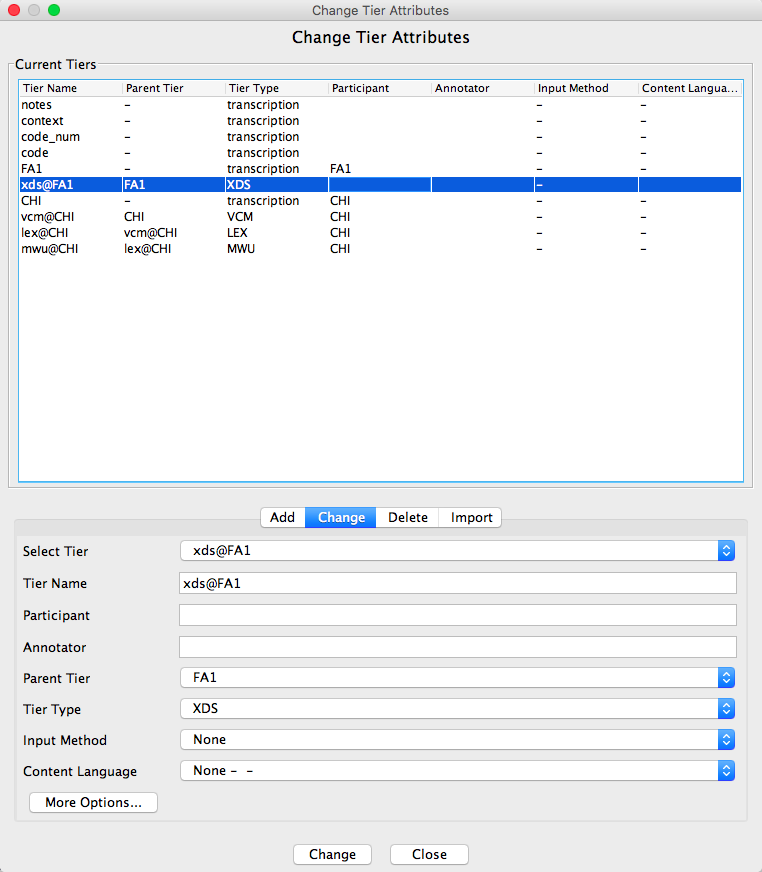 Change Tier Attributes
Change Tier Attributes
Current Tiers
Tier Name Parent Tier Tier Type Participant Annotator Input Method Content Langua...
notes – transcription – –
context – transcription – –
code_num – transcription – –
code – transcription – –
FA1 – transcription FA1 – –
xds@FA1 FA1 XDS –
CHI – transcription CHI – –
vcm@CHI CHI VCM CHI – –
lex@CHI vcm@CHI LEX CHI – –
mwu@CHI lex@CHI MWU CHI – –
Add Change Delete Import
Select Tier xds@FA1
Tier Name xds@FA1
Participant
Annotator
Parent Tier FA1
Tier Type XDS
Input Method None
Content Language None – –
More Options...
Change Close